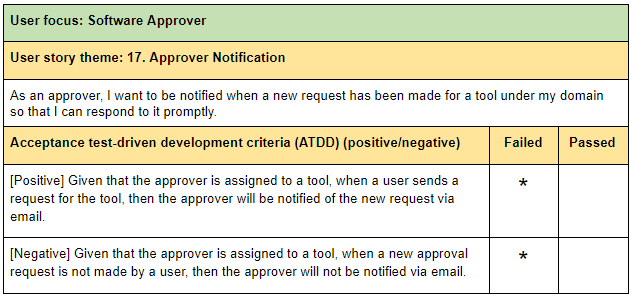 User focus: Software Approver
User story theme: 17. Approver Notification
As an approver, I want to be notified when a new request has been made for a tool under my domain
so that I can respond to it promptly.
Acceptance test-driven development criteria (ATDD) (positive/negative) Failed Passed
[Positive] Given that the approver is assigned to a tool, when a user sends a
request for the tool, then the approver will be notified of the new request via
email.
*
[Negative] Given that the approver is assigned to a tool, when a new approval
request is not made by a user, then the approver will not be notified via email.
*